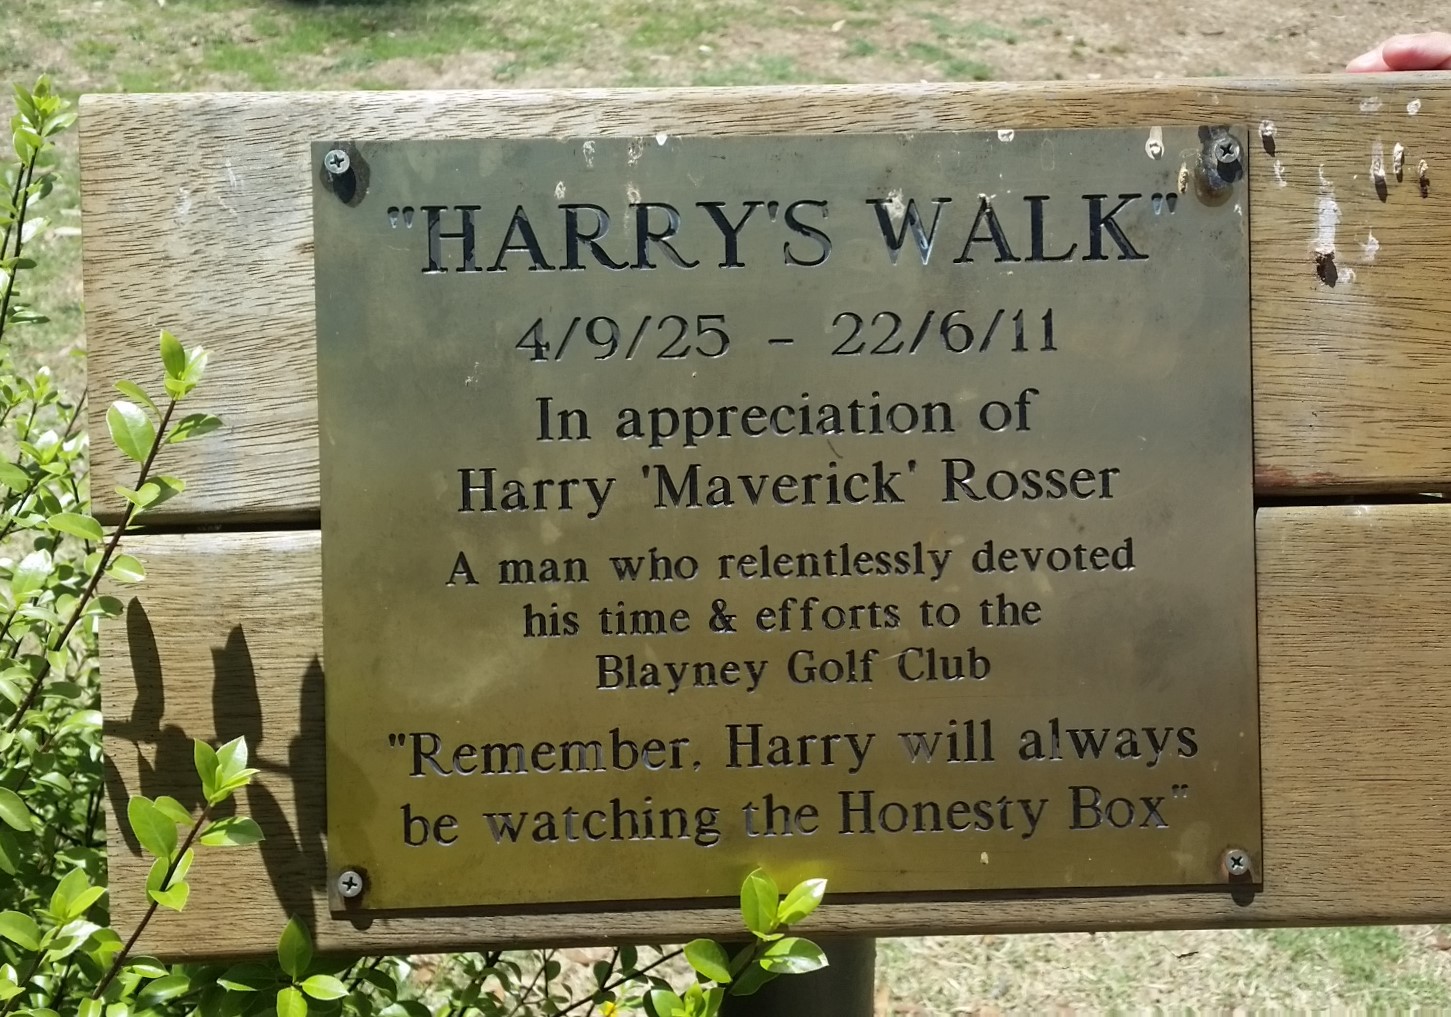 "HARRY'S WALK"
4/9/25 - 22/6/11
In appreciation of
Harry 'Maverick' Rosser
A man who relentlessly devoted
his time & efforts to the
Blayney Golf Club
"Remember, Harry will always
be watching the Honesty Box"